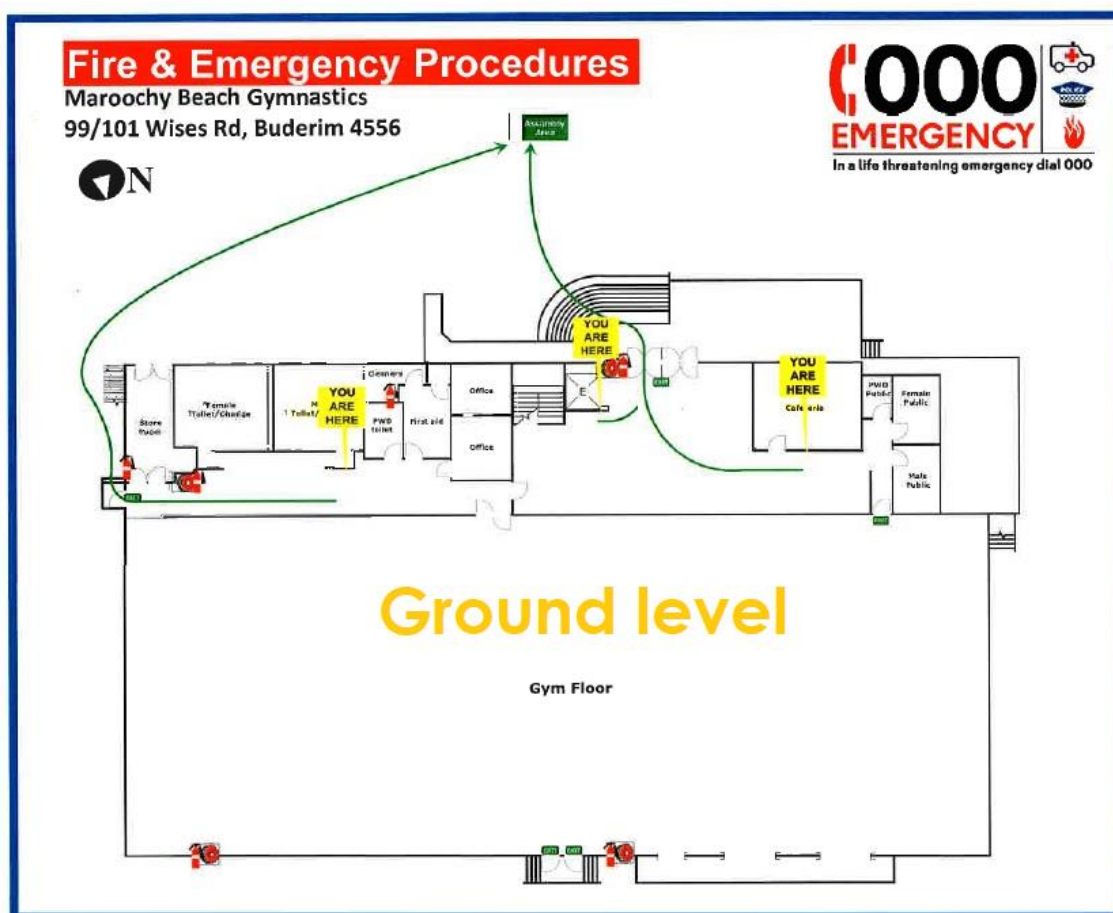 Fire & Emergency Procedures
Maroochy Beach Gymnastics
99/101 Wises Rd, Buderim 4556
N
000
EMERGENCY
In a life threatening emergency dial 000
POLICE
Assembly
Area
YOU
ARE
HERE
YOU
ARE
HERE
YOU
ARE
HERE
Cleaners
Office
E
EXIT
Cafeteria
PWD
Public
Female
Public
Female
Toilet/Change
Store
Room
PWD
toilet
First aid
Office
Male
Public
EXIT
EXIT
Ground level
Gym Floor
EXIT
EXIT